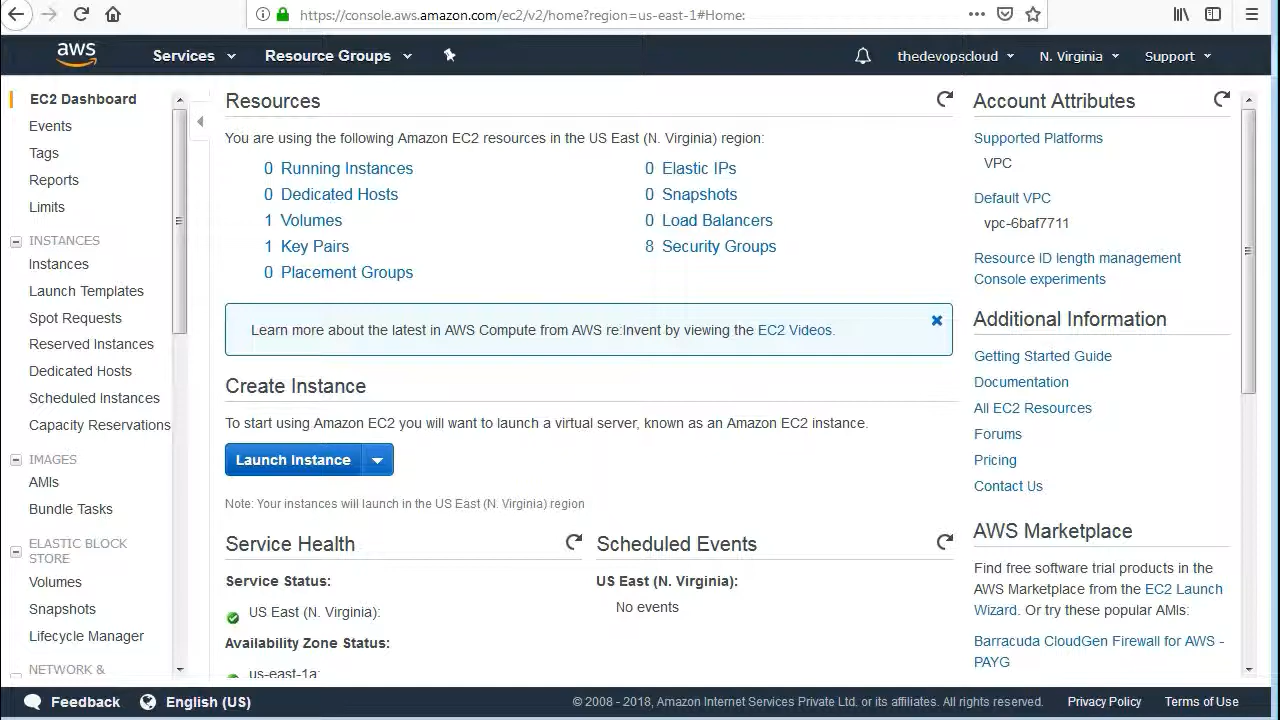 https://console.aws.amazon.com/ec2/v2/home?region=us-east-1#Home:
aws
Services
Resource Groups
thedevopscloud
N. Virginia
Support
EC2 Dashboard
Events
Tags
Reports
Limits
INSTANCES
Instances
Launch Templates
Spot Requests
Reserved Instances
Dedicated Hosts
Scheduled Instances
Capacity Reservations
IMAGES
AMIs
Bundle Tasks
ELASTIC BLOCK
STORE
Volumes
Snapshots
Lifecycle Manager
NETWORK &
Resources
You are using the following Amazon EC2 resources in the US East (N. Virginia) region:
0 Running Instances
0 Elastic IPs
0 Dedicated Hosts
0 Snapshots
1 Volumes
0 Load Balancers
1 Key Pairs
8 Security Groups
0 Placement Groups
Learn more about the latest in AWS Compute from AWS re:Invent by viewing the EC2 Videos.
Create Instance
To start using Amazon EC2 you will want to launch a virtual server, known as an Amazon EC2 instance.
Launch Instance
Note: Your instances will launch in the US East (N. Virginia) region
Service Health
Service Status:
US East (N. Virginia):
Availability Zone Status:
us-east-1a:
Scheduled Events
US East (N. Virginia):
No events
Account Attributes
Supported Platforms
VPC
Default VPC
vpc-6baf7711
Resource ID length management
Console experiments
Additional Information
Getting Started Guide
Documentation
All EC2 Resources
Forums
Pricing
Contact Us
AWS Marketplace
Find free software trial products in the
AWS Marketplace from the EC2 Launch
Wizard. Or try these popular AMIs:
Barracuda CloudGen Firewall for AWS -
PAYG
Feedback
English (US)
© 2008 - 2018, Amazon Internet Services Private Ltd. or its affiliates. All rights reserved.
Privacy Policy
Terms of Use